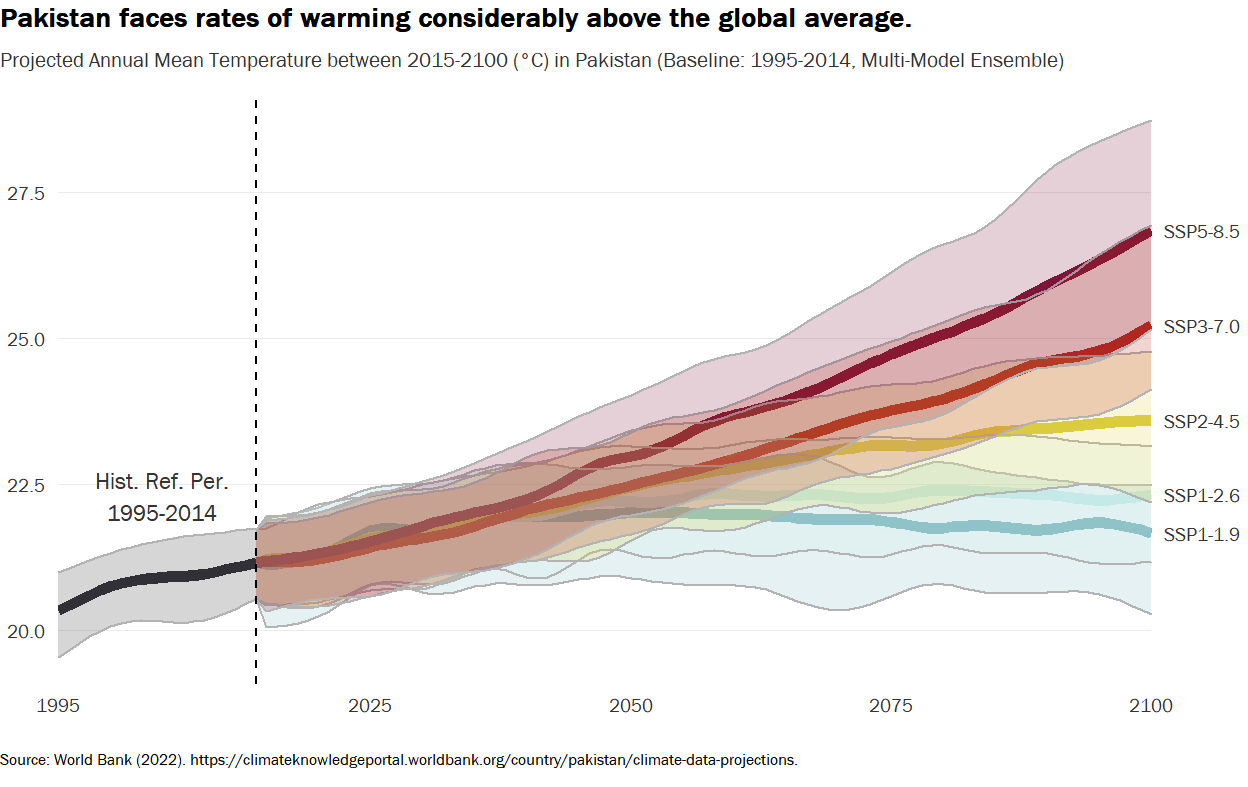 Pakistan faces rates of warming considerably above the global average.
Projected Annual Mean Temperature between 2015-2100 (°C) in Pakistan (Baseline: 1995-2014, Multi-Model Ensemble)
27.5
SSP5-8.5
SSP3-7.0
25.0
SSP2-4.5
Hist. Ref. Per.
1995-2014
22.5
SSP1-2.6
SSP1-1.9
20.0
1995
2025
2050
2075
2100
Source: World Bank (2022). https://climateknowledgeportal.worldbank.org/country/pakistan/climate-data-projections.